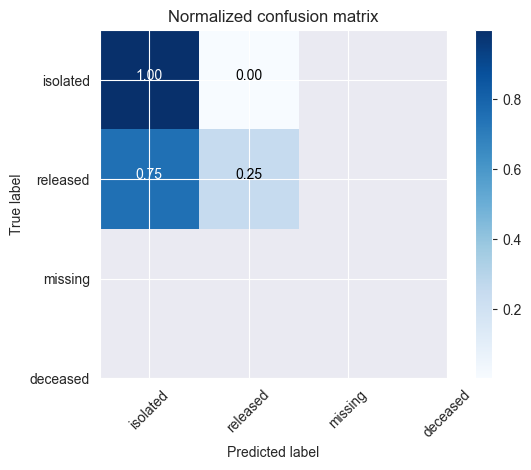 Normalized confusion matrix
isolated
1.00
0.00
released
0.75
0.25
missing
deceased
True label
isolated
released
missing
deceased
Predicted label
0.8
0.6
0.4
0.2